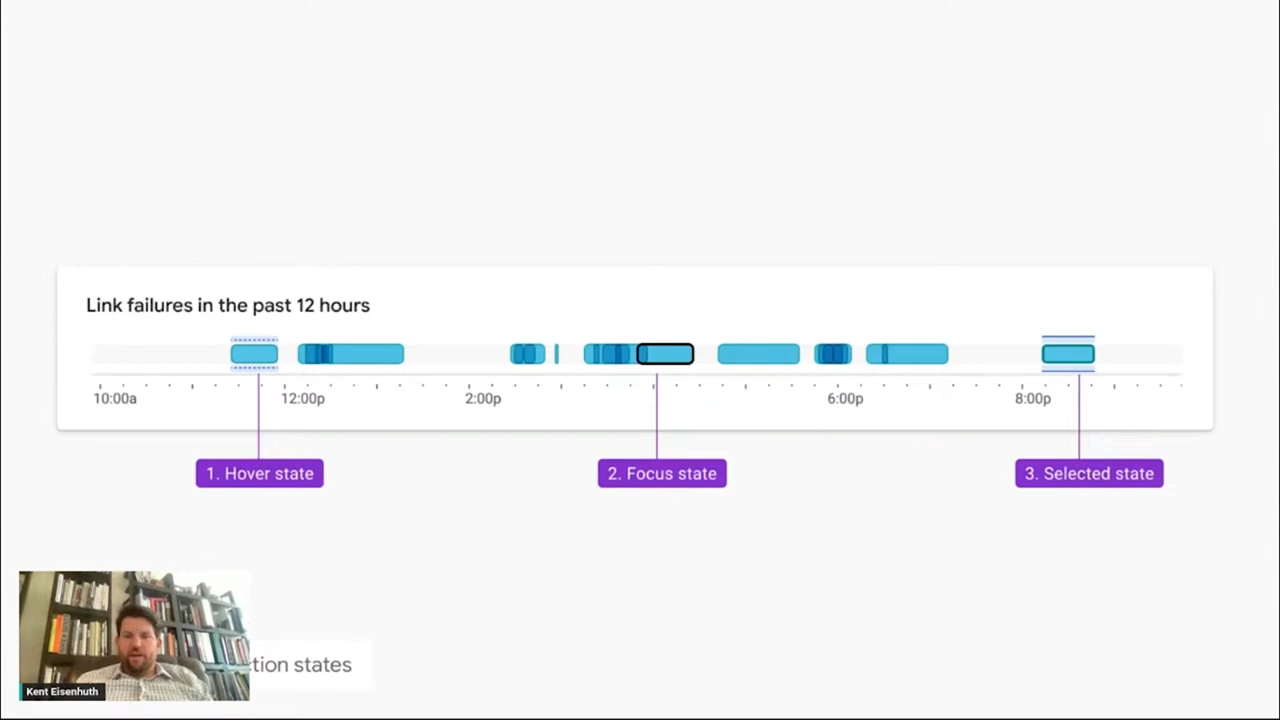 Link failures in the past 12 hours
10:00a 12:00p 2:00p 6:00p 8:00p
1. Hover state 2. Focus state 3. Selected state
tion states
Kent Eisenhuth